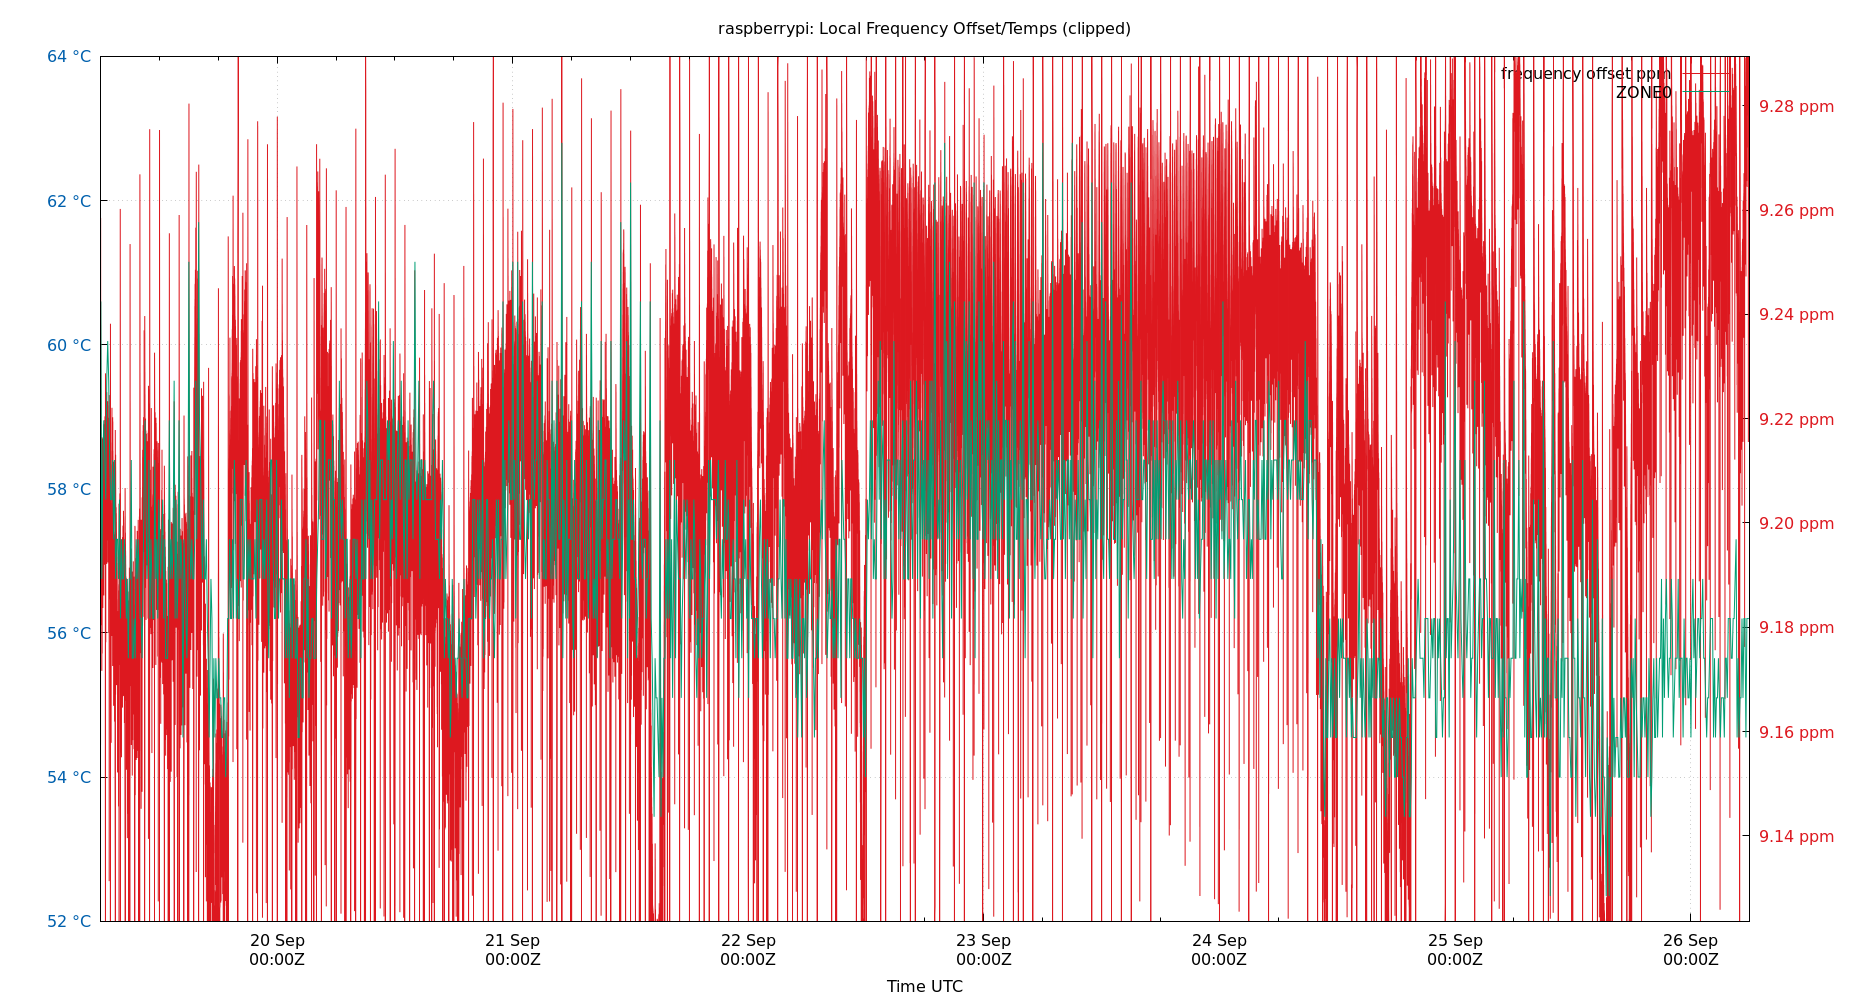 raspberrypi: Local Frequency Offset/Temps (clipped)
64 °C
62 °C
60 °C
58 °C
56 °C
54 °C
52 °C
frequency offset ppm
ZONE0
9.28 ppm
9.26 ppm
9.24 ppm
9.22 ppm
9.20 ppm
9.18 ppm
9.16 ppm
9.14 ppm
20 Sep
00:00Z
21 Sep
00:00Z
22 Sep
00:00Z
23 Sep
00:00Z
24 Sep
00:00Z
25 Sep
00:00Z
26 Sep
00:00Z
Time UTC